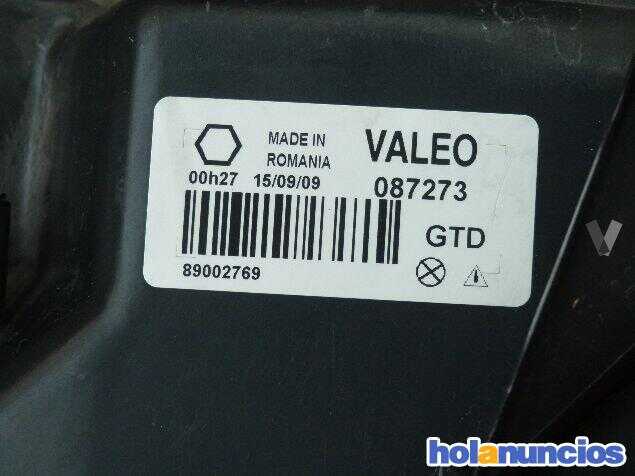 MADE IN
ROMANIA
VALEO
00h27 15/09/09
087273
GTD
89002769
V
holanuncios